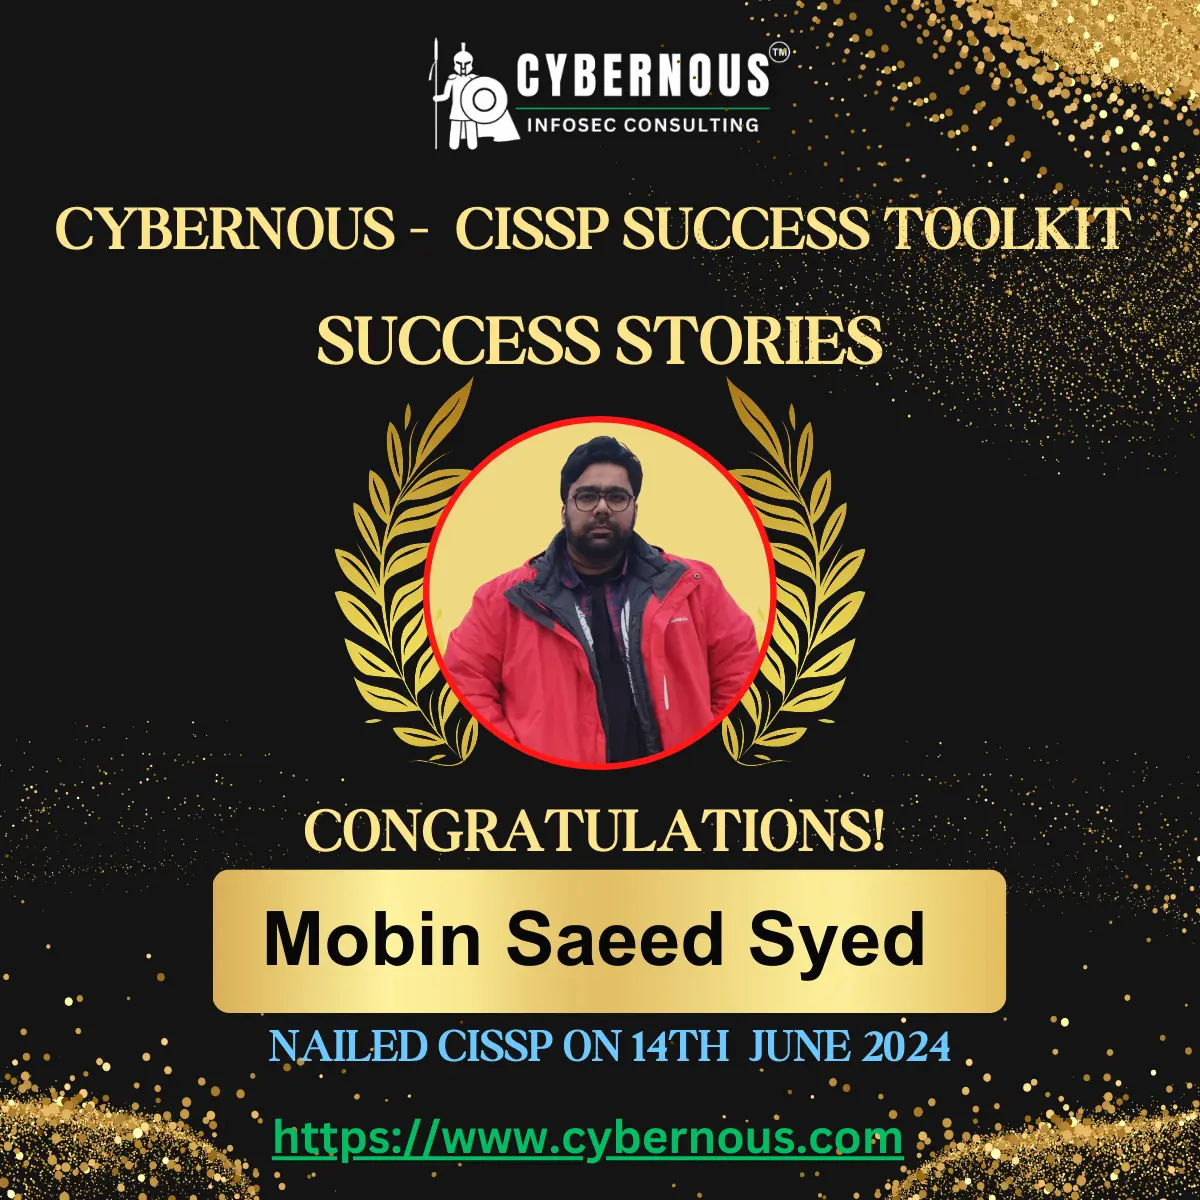 CYBERNOUS™
INFOSEC CONSULTING
CYBERNOUS - CISSP SUCCESS TOOLKIT
SUCCESS STORIES
CONGRATULATIONS!
Mobin Saeed Syed
NAILED CISSP ON 14TH JUNE 2024
https://www.cybernous.com